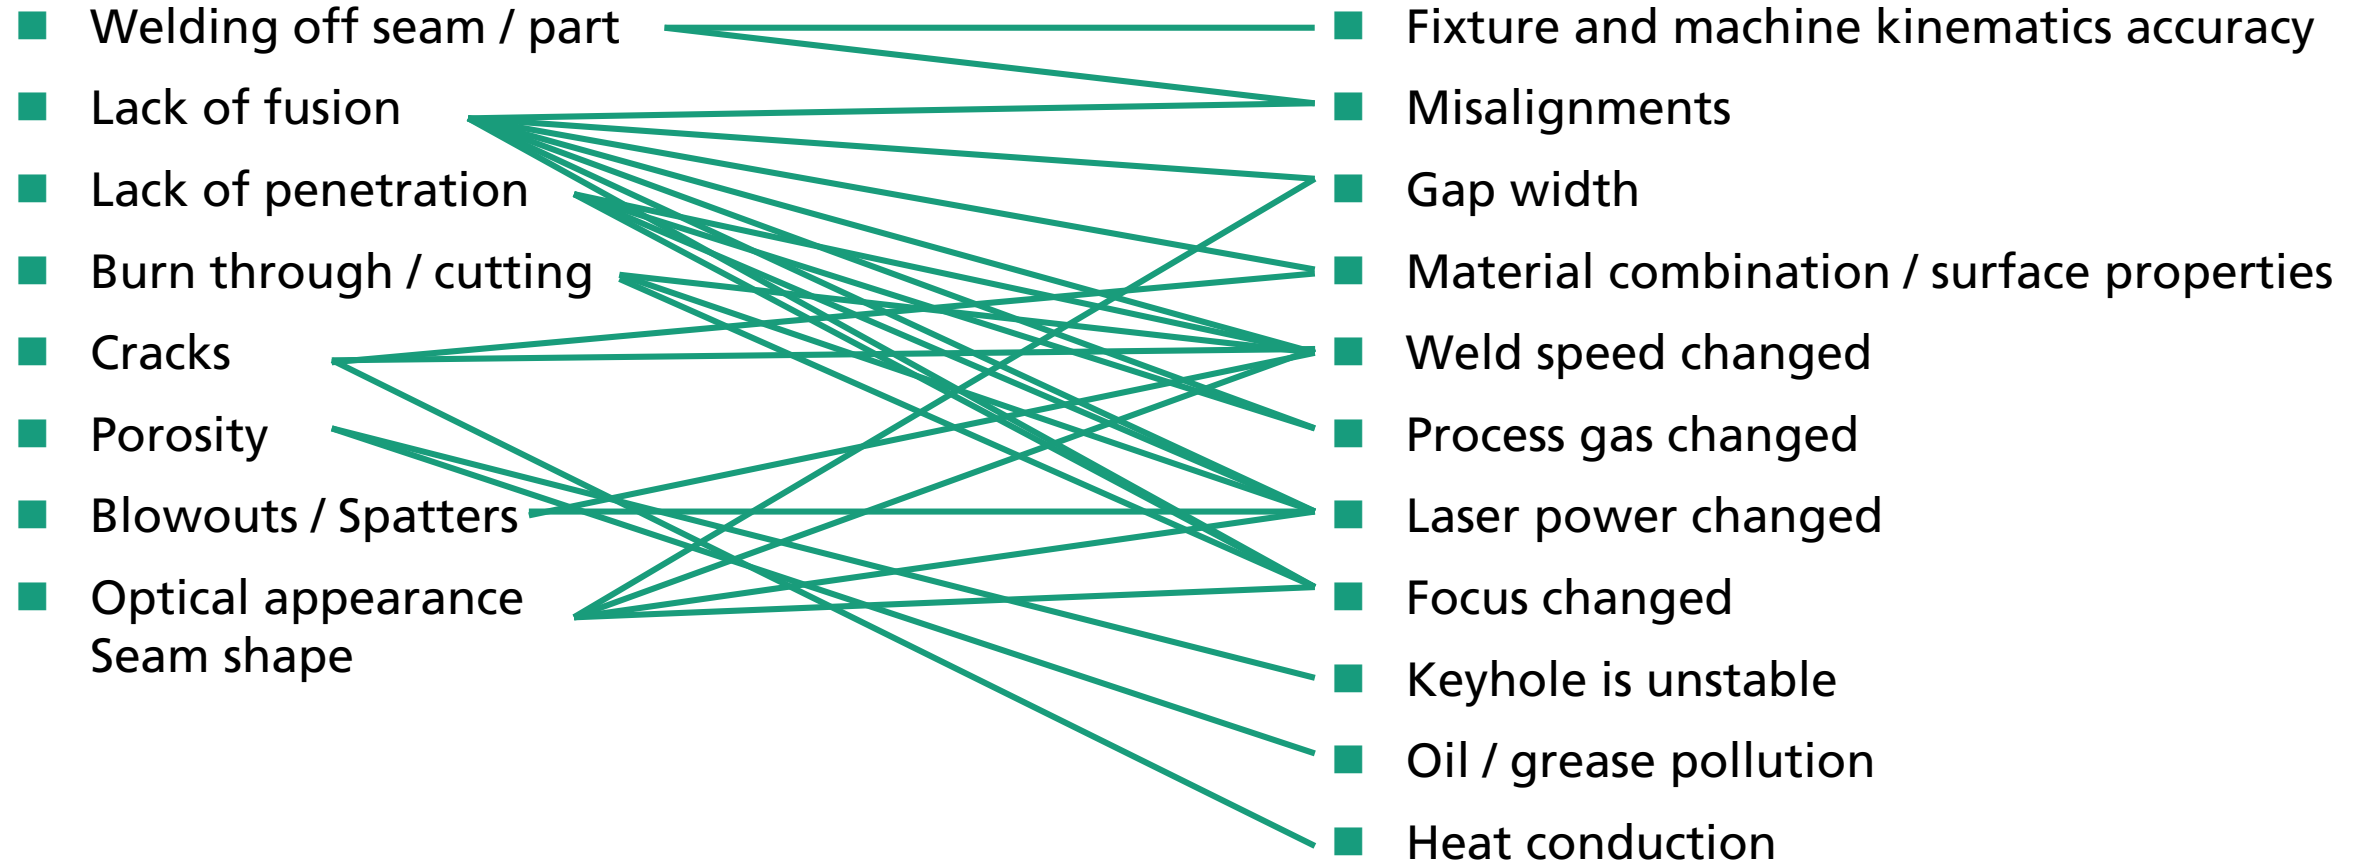 Welding off seam / part
Lack of fusion
Lack of penetration
Burn through / cutting
Cracks
Porosity
Blowouts / Spatters
Optical appearance
Seam shape
Fixture and machine kinematics accuracy
Misalignments
Gap width
Material combination / surface properties
Weld speed changed
Process gas changed
Laser power changed
Focus changed
Keyhole is unstable
Oil / grease pollution
Heat conduction